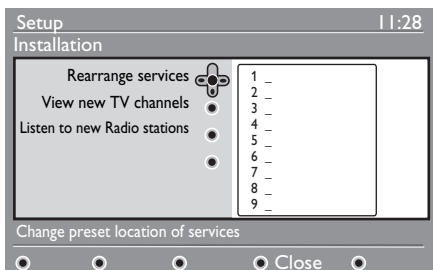 Setup 11:28
Installation
Rearrange services
View new TV channels
Listen to new Radio stations
1 _
2 _
3 _
4 _
5 _
6 _
7 _
8 _
9 _
Change preset location of services
Close